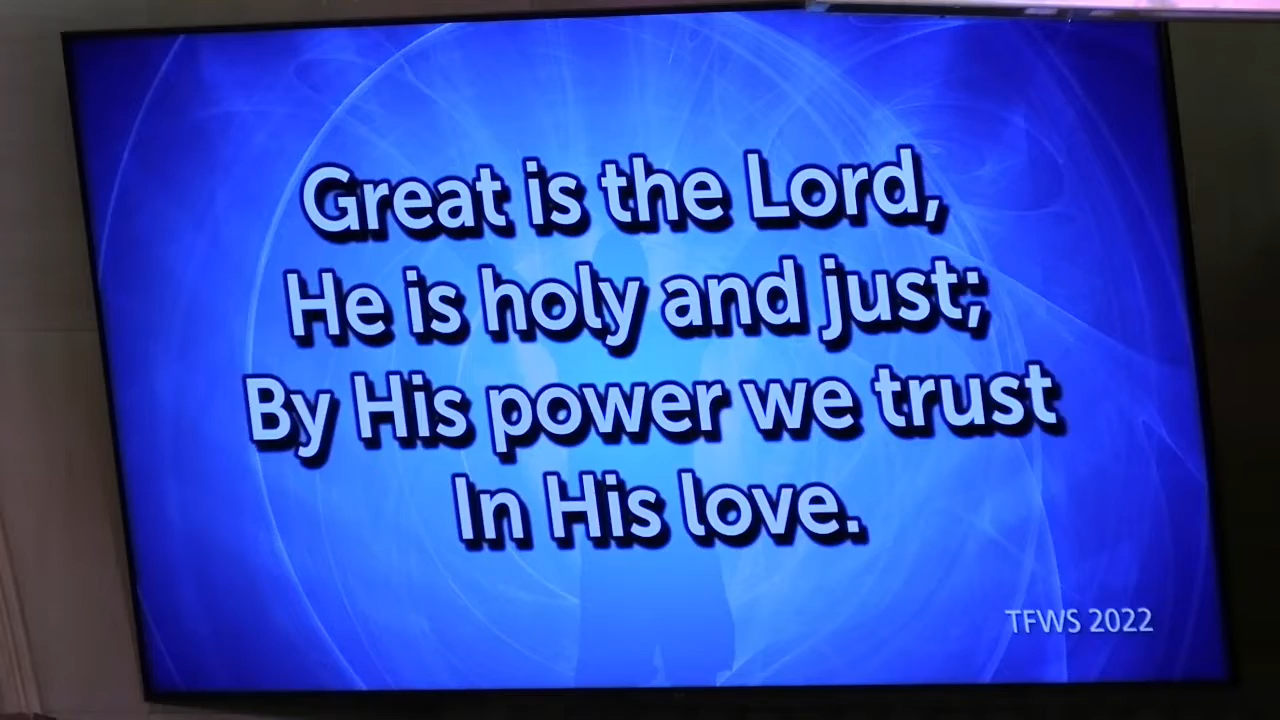 Great is the Lord,
He is holy and just;
By His power we trust
In His love.
TFWS 2022